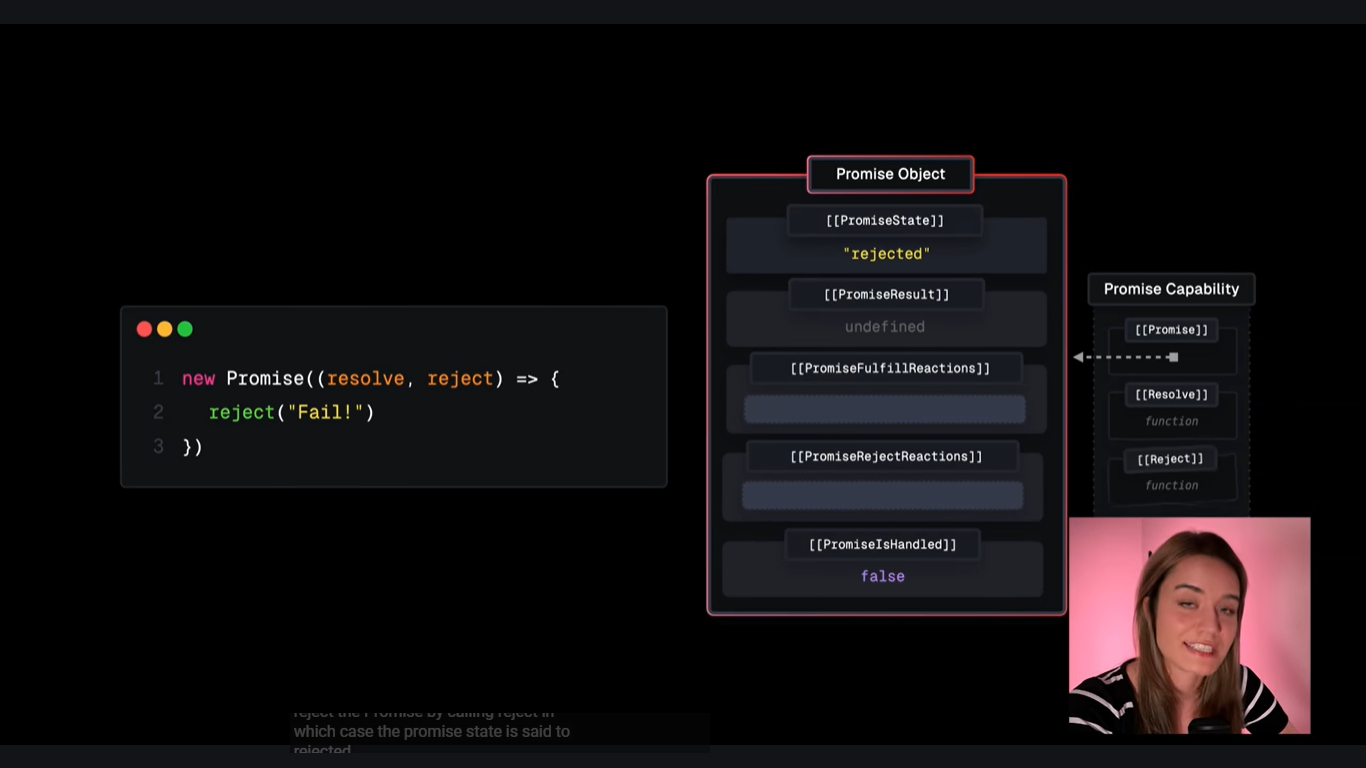 1 new Promise((resolve, reject) => {
2 reject("Fail!")
3 })
Promise Object
[[PromiseState]]
"rejected"
[[PromiseResult]]
undefined
[[PromiseFulfillReactions]]
[[PromiseRejectReactions]]
[[PromiseIsHandled]]
false
Promise Capability
[[Promise]]
[[Resolve]]
function
[[Reject]]
function
reject the Promise by calling reject in
which case the promise state is said to
rejected